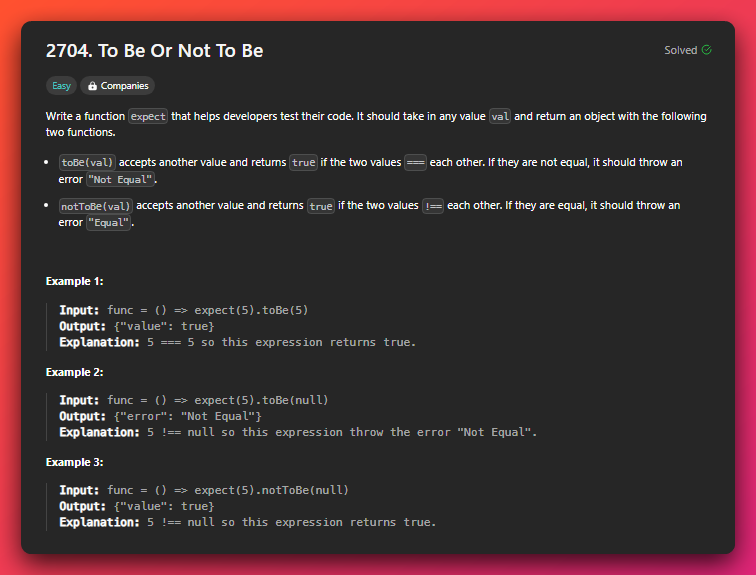 2704. To Be Or Not To Be
Solved
Easy
Companies
Write a function expect that helps developers test their code. It should take in any value val and return an object with the following
two functions.
• toBe(val) accepts another value and returns true if the two values === each other. If they are not equal, it should throw an
error "Not Equal".
• notToBe(val) accepts another value and returns true if the two values !== each other. If they are equal, it should throw an
error "Equal".
Example 1:
Input: func = () => expect(5).toBe(5)
Output: {"value": true}
Explanation: 5 === 5 so this expression returns true.
Example 2:
Input: func = () => expect(5).toBe(null)
Output: {"error": "Not Equal"}
Explanation: 5 !== null so this expression throw the error "Not Equal".
Example 3:
Input: func = () => expect(5).notToBe(null)
Output: {"value": true}
Explanation: 5 !== null so this expression returns true.